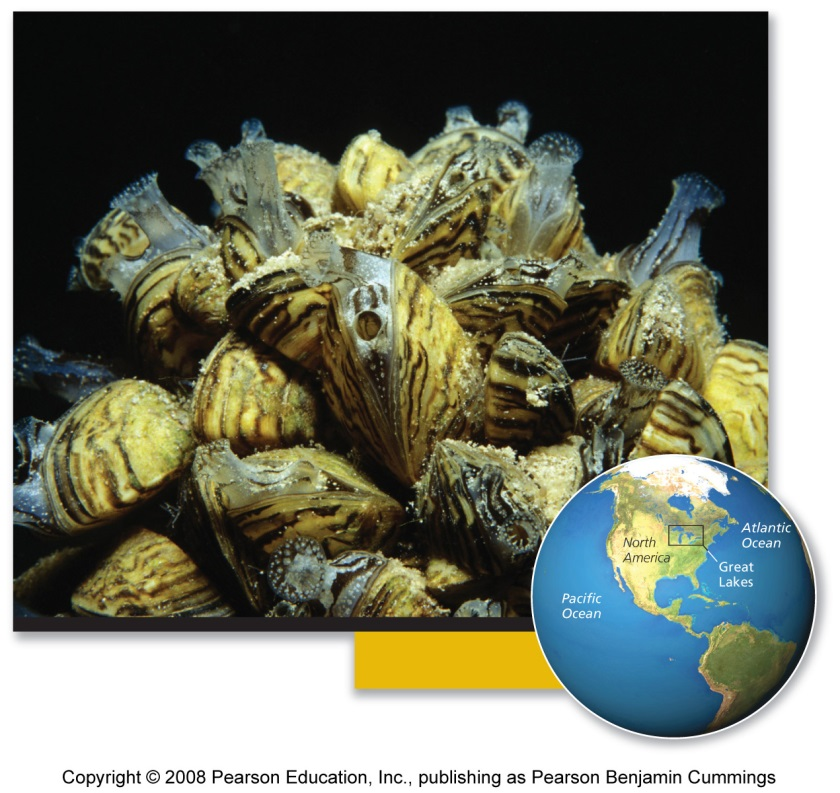 Atlantic
Ocean
North
America
Great
Lakes
Pacific
Ocean
Copyright © 2008 Pearson Education, Inc., publishing as Pearson Benjamin Cummings